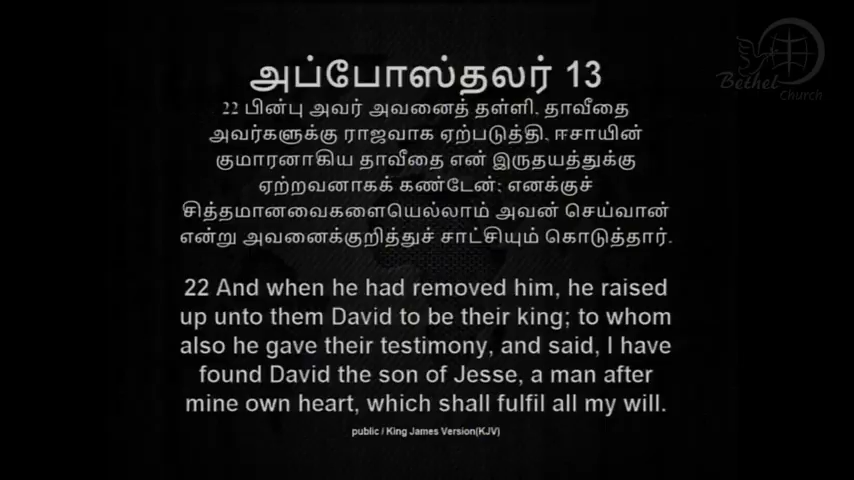 அப்போஸ்தலர் 13
22 பின்பு அவர் அவனைத் தள்ளி, தாவீதை
அவர்களுக்கு ராஜாவாக ஏற்படுத்தி, ஈசாயின்
குமாரனாகிய தாவீதை என் இருதயத்துக்கு
ஏற்றவனாகக் கண்டேன்; எனக்குச்
சித்தமானவைகளையெல்லாம் அவன் செய்வான்
என்று அவனைக்குறித்துச் சாட்சியும் கொடுத்தார்.
22 And when he had removed him, he raised
up unto them David to be their king; to whom
also he gave their testimony, and said, I have
found David the son of Jesse, a man after
mine own heart, which shall fulfil all my will.
public / King James Version(KJV)
Bethel
Church